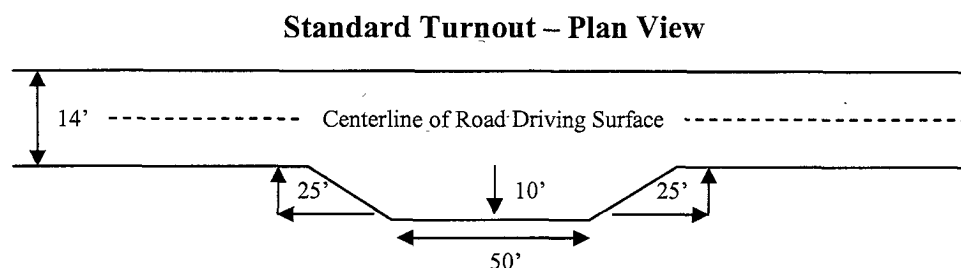 Standard Turnout – Plan View
14’
Centerline of Road Driving Surface
25’
10’
25’
50’